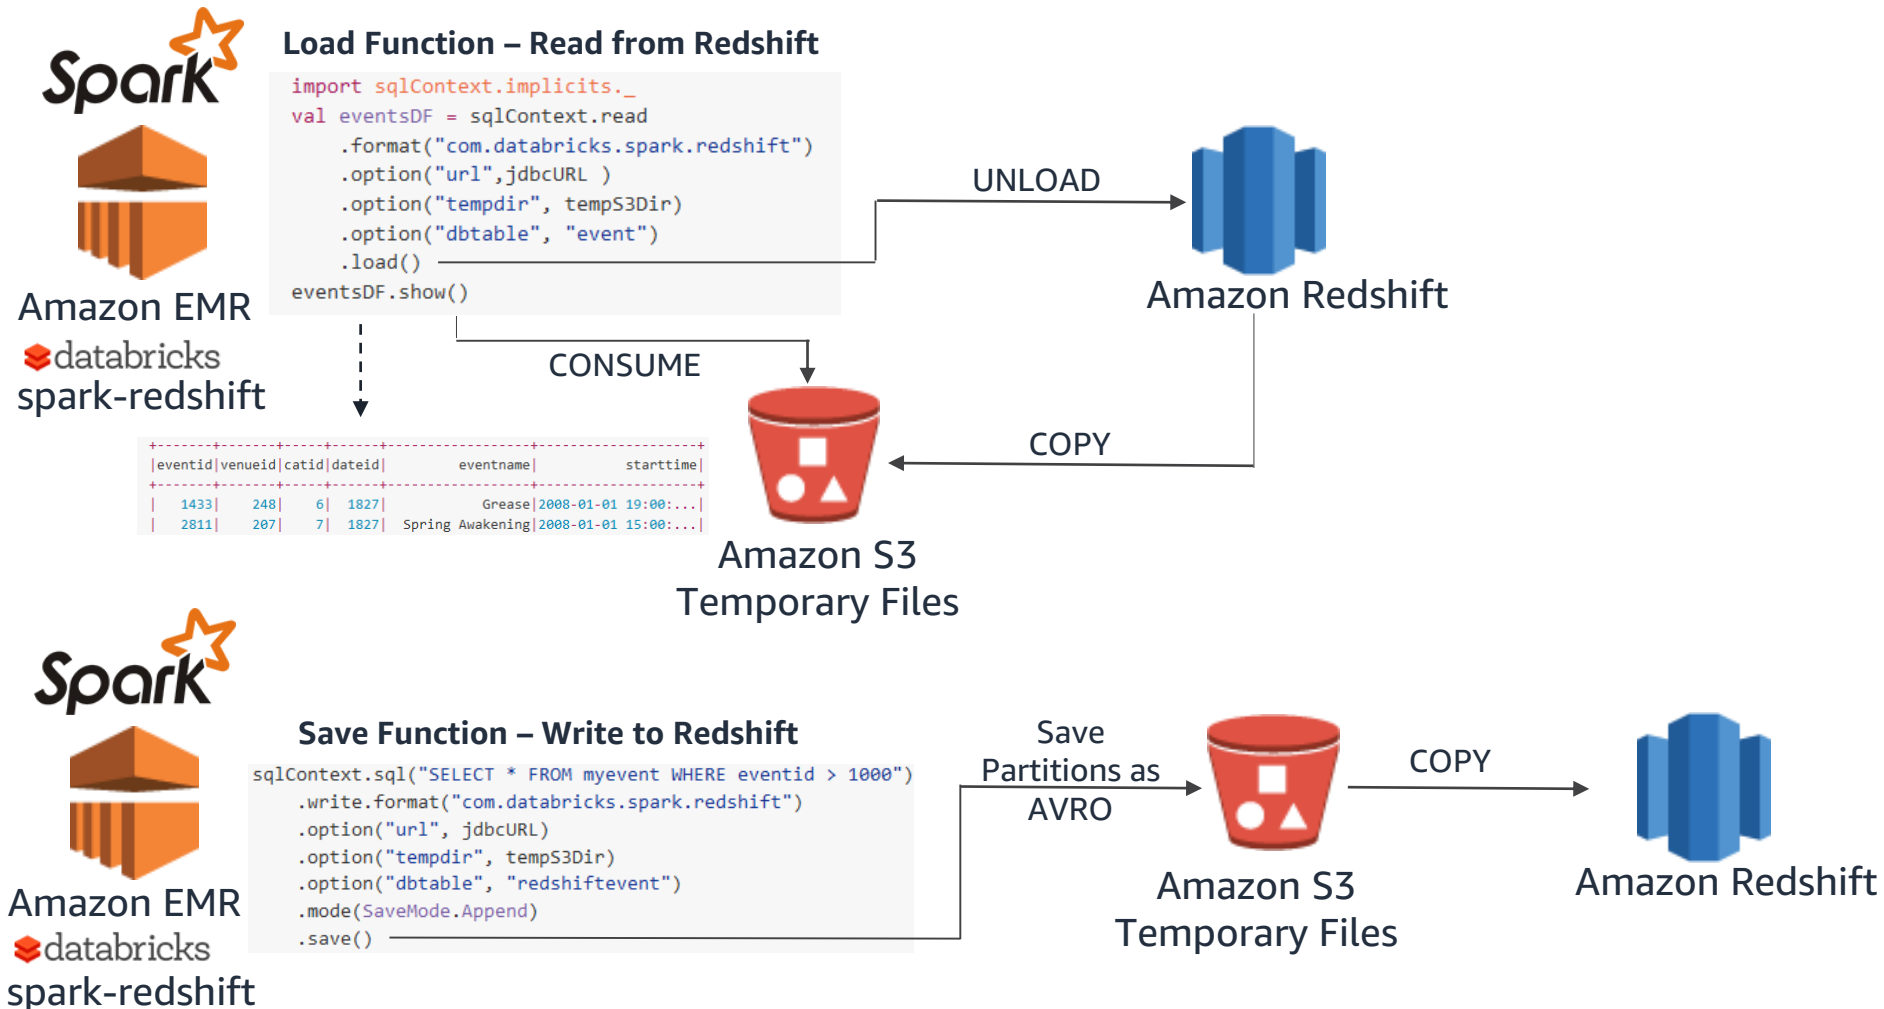 Spark
Load Function – Read from Redshift
import sqlContext.implicits._
val eventsDF = sqlContext.read
.format("com.databricks.spark.redshift")
.option("url",jdbcURL )
.option("tempdir", tempS3Dir)
.option("dbtable", "event")
.load()
eventsDF.show()
Amazon EMR
databricks
spark-redshift
UNLOAD
Amazon Redshift
CONSUME
COPY
+-------+-------+-----+------+-----------------+--------------------+
|eventid|venueid|catid|dateid|        eventname|           starttime|
+-------+-------+-----+------+-----------------+--------------------+
|   1433|    248|    6|  1827|           Grease|2008-01-01 19:00:...|
|   2811|    207|    7|  1827| Spring Awakening|2008-01-01 15:00:...|
Amazon S3
Temporary Files
Spark
Save Function – Write to Redshift
sqlContext.sql("SELECT * FROM myevent WHERE eventid > 1000")
.write.format("com.databricks.spark.redshift")
.option("url", jdbcURL)
.option("tempdir", tempS3Dir)
.option("dbtable", "redshiftevent")
.mode(SaveMode.Append)
.save()
Amazon EMR
databricks
spark-redshift
Save
Partitions as
AVRO
Amazon S3
Temporary Files
COPY
Amazon Redshift